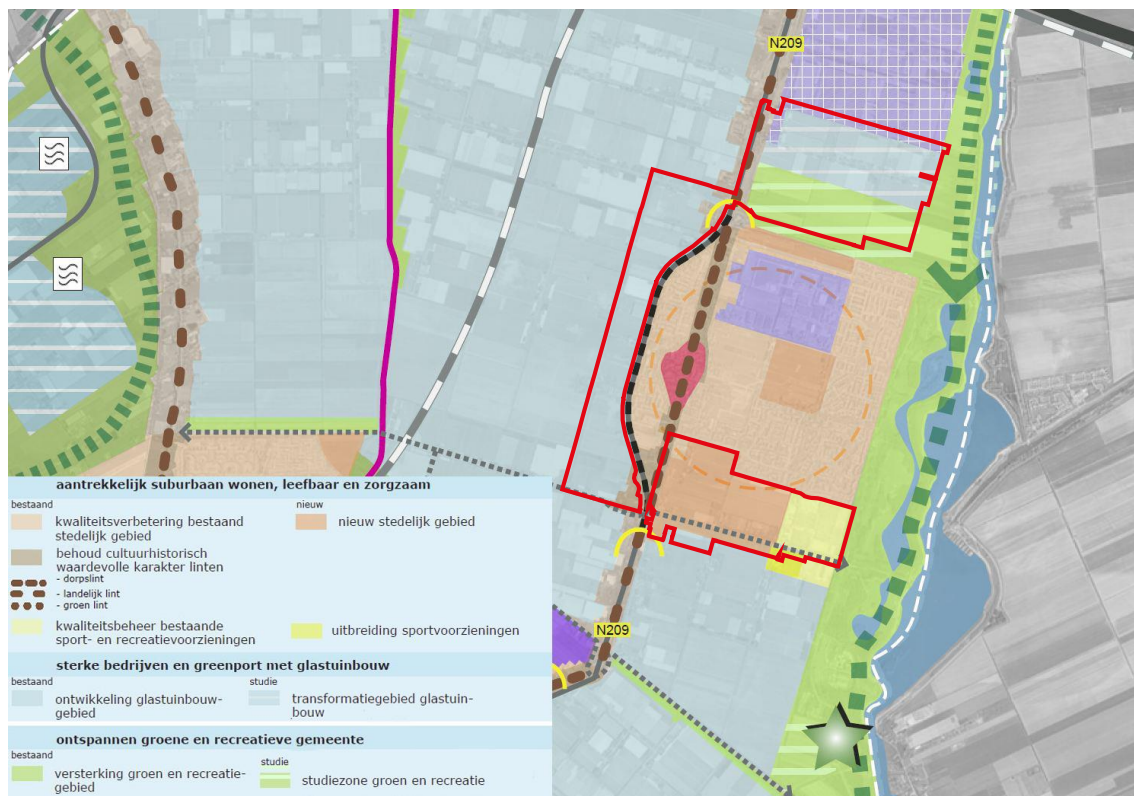 N209
N209
aantrekkelijk suburbaan wonen, leefbaar en zorgzaam
bestaand
nieuw
kwaliteitsverbetering bestaand
stedelijk gebied
nieuw stedelijk gebied
behoud cultuurhistorisch
waardevolle karakter linten
- dorpslint
- landelijk lint
- groen lint
kwaliteitsbeheer bestaande
sport- en recreatievoorzieningen
uitbreiding sportvoorzieningen
sterke bedrijven en greenport met glastuinbouw
bestaand
studie
ontwikkeling glastuinbouw-
gebied
transformatiegebied glastuin-
bouw
ontspannen groene en recreatieve gemeente
bestaand
studie
versterking groen en recreatie-
gebied
studiezone groen en recreatie